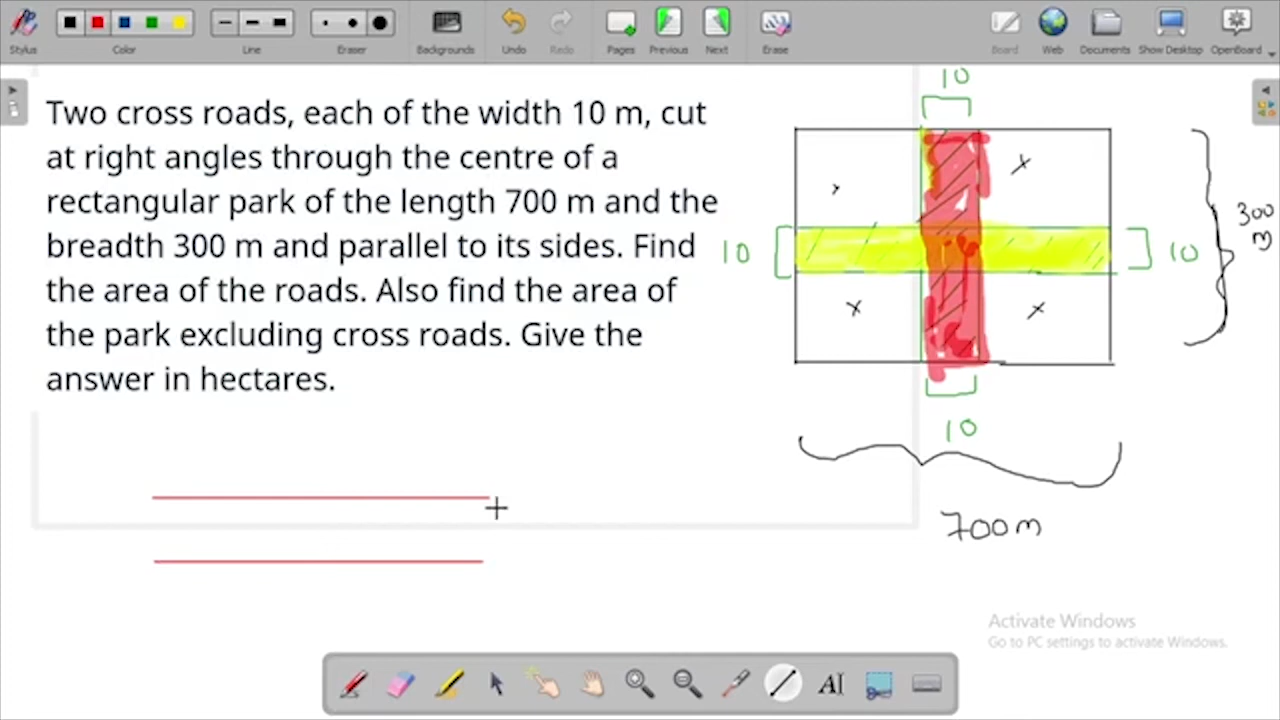 Stylus
Color
Line
Eraser
Backgrounds
Undo
Redo
Pages
Previous
Next
Erase
Board
Web
Documents
Show Desktop
OpenBoard
Two cross roads, each of the width 10 m, cut
at right angles through the centre of a
rectangular park of the length 700 m and the
breadth 300 m and parallel to its sides. Find
the area of the roads. Also find the area of
the park excluding cross roads. Give the
answer in hectares.
10
10
10
10
300
m
700m
Activate Windows
Go to PC settings to activate Windows.
AI